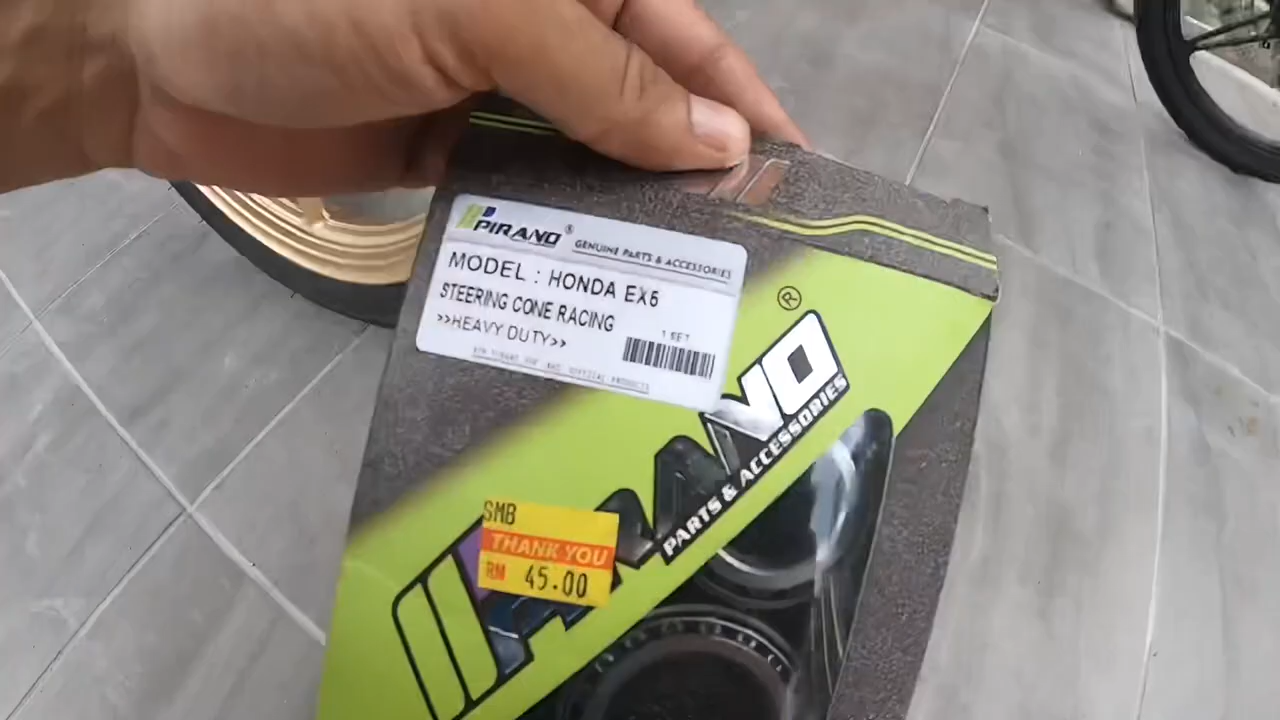 PIRANO®
GENUINE PARTS & ACCESSORIES
MODEL : HONDA EX5
STEERING CONE RACING
>>HEAVY DUTY>>
1 SET
®
PARTS & ACCESSORIES
SMB
THANK YOU
RM 45.00